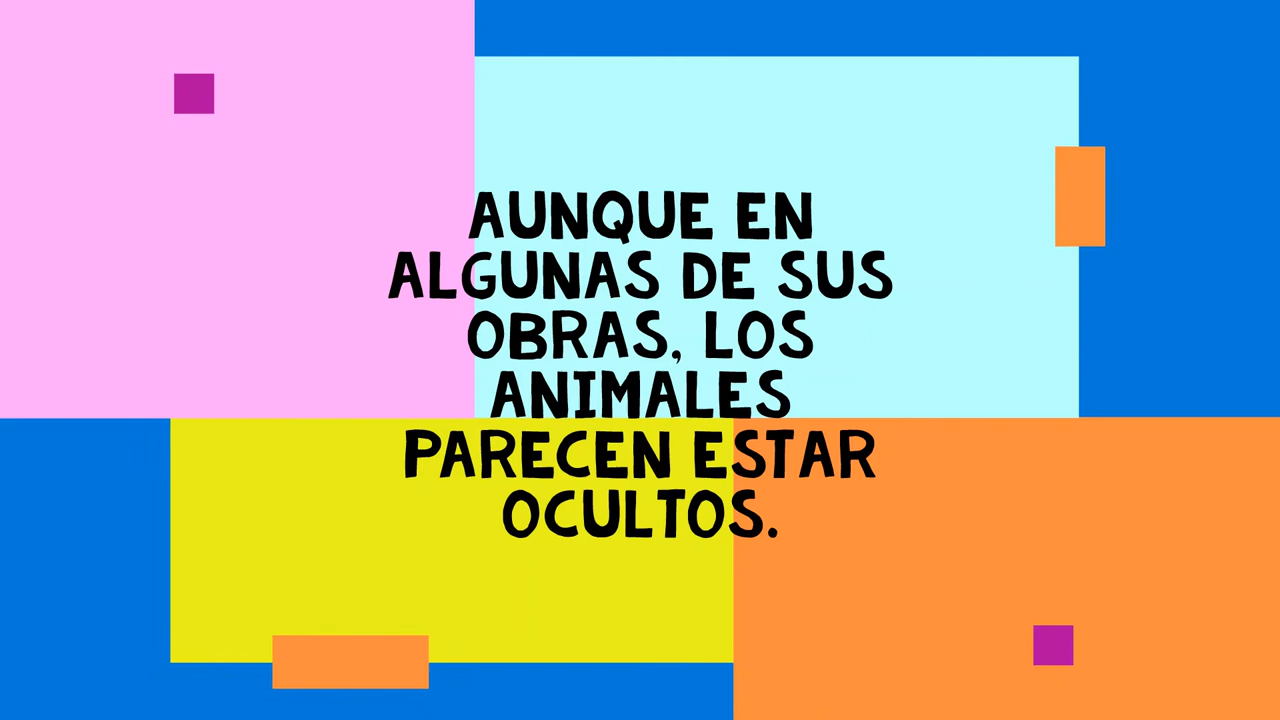 AUNQUE EN
ALGUNAS DE SUS
OBRAS, LOS
ANIMALES
PARECEN ESTAR
OCULTOS.